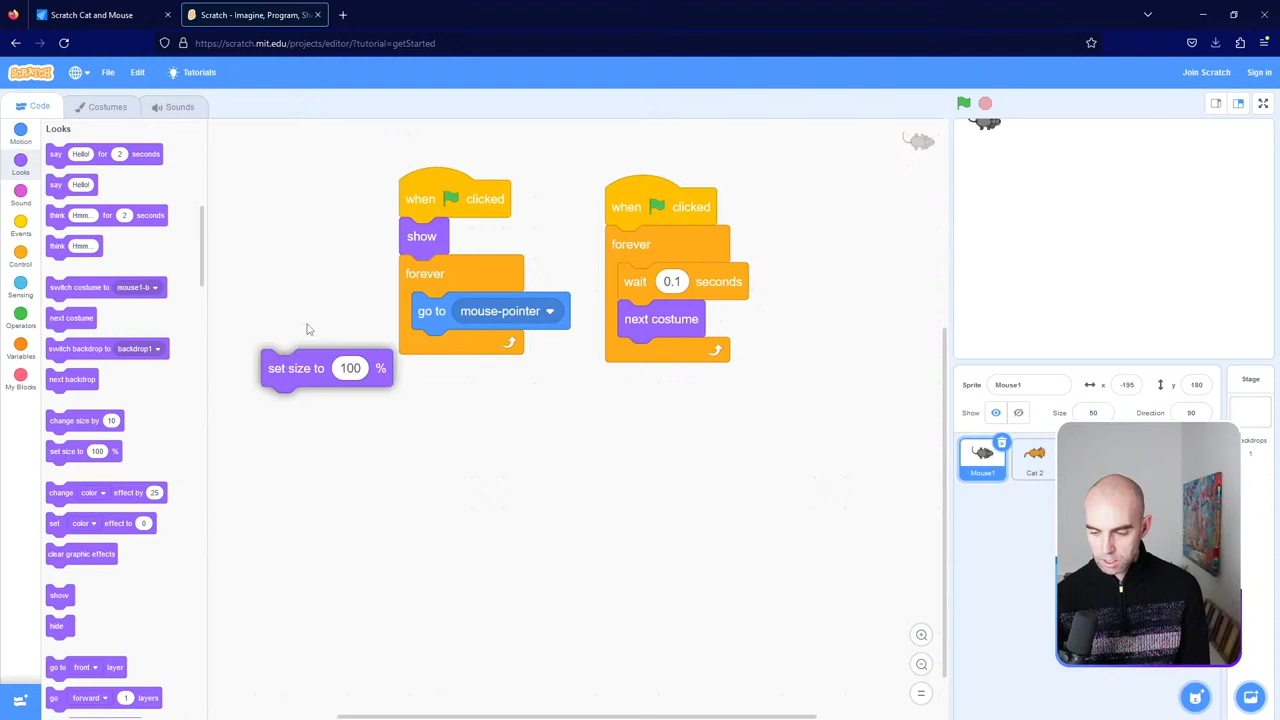 Scratch Cat and Mouse
Scratch - Imagine, Program, Sh
https://scratch.mit.edu/projects/editor/?tutorial=getStarted
SCRATCH
File
Edit
Tutorials
Join Scratch
Sign in
Code
Costumes
Sounds
Motion
Looks
Sound
Events
Control
Sensing
Operators
Variables
My Blocks
Looks
say Hello! for 2 seconds
say Hello!
think Hmm... for 2 seconds
think Hmm...
switch costume to mouse1-b
next costume
switch backdrop to backdrop1
next backdrop
change size by 10
set size to 100 %
change color effect by 25
set color effect to 0
clear graphic effects
show
hide
go to front layer
go forward 1 layers
when clicked
show
forever
go to mouse-pointer
set size to 100 %
when clicked
forever
wait 0.1 seconds
next costume
Sprite Mouse1 x -195 y 180
Show Size 50 Direction 90
Mouse1
Cat 2
Stage
1